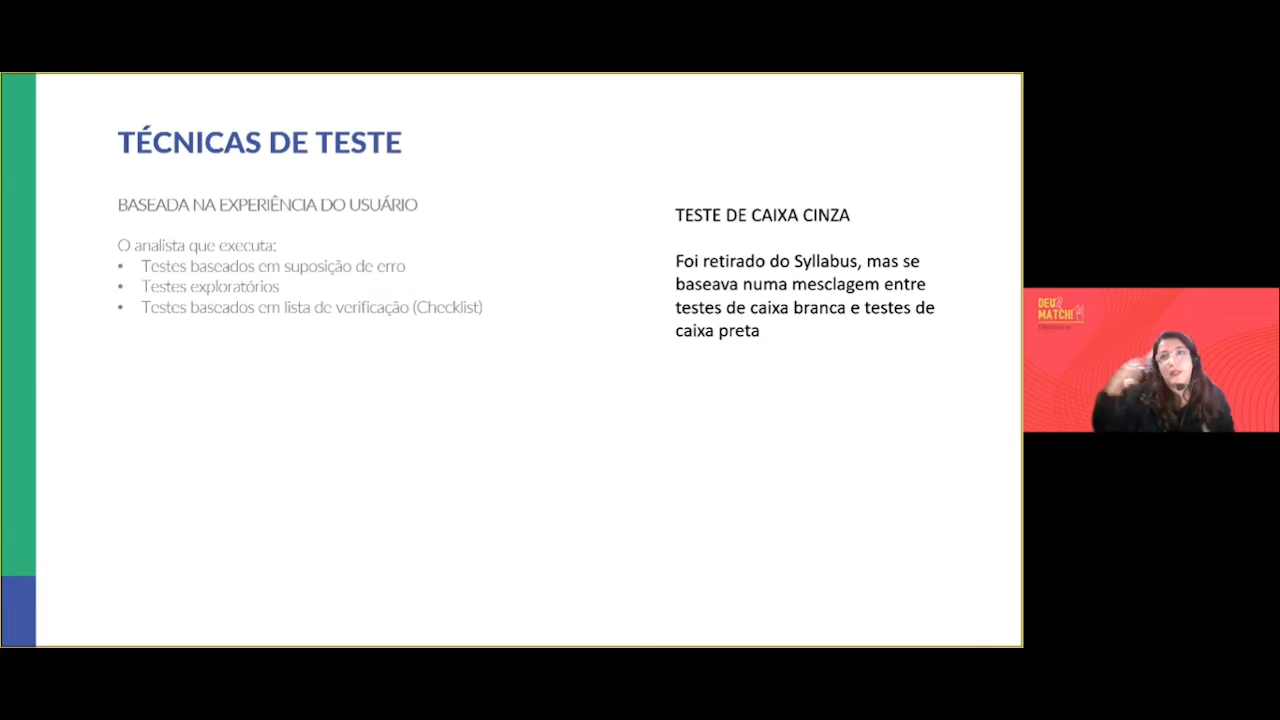 TÉCNICAS DE TESTE
BASEADA NA EXPERIÊNCIA DO USUÁRIO
O analista que executa:
• Testes baseados em suposição de erro
• Testes exploratórios
• Testes baseados em lista de verificação (Checklist)
TESTE DE CAIXA CINZA
Foi retirado do Syllabus, mas se
baseava numa mesclagem entre
testes de caixa branca e testes de
caixa preta
DEU
MATCH!